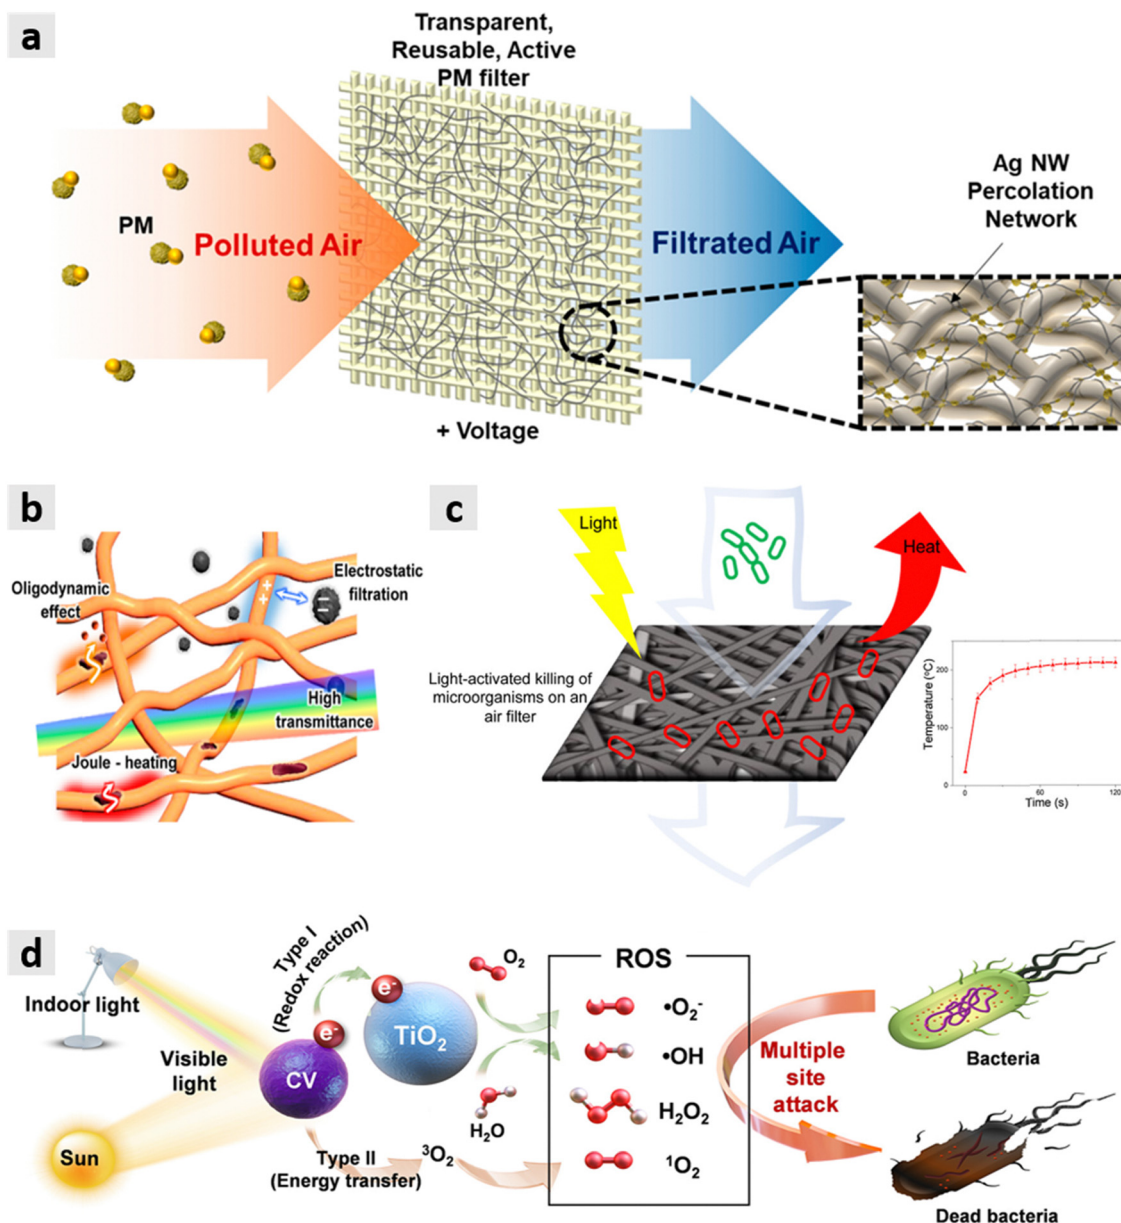 a
Transparent,
Reusable, Active
PM filter
PM
Polluted Air
Filtrated Air
Ag NW
Percolation
Network
+ Voltage
b
Oligodynamic
effect
Electrostatic
filtration
+
+
High
transmittance
Joule - heating
c
Light
Heat
Light-activated killing of
microorganisms on an
air filter
Temperature (°C)
200
100
0
0
60
120
Time (s)
d
Indoor light
Visible
light
Sun
Type I
(Redox reaction)
e⁻
e⁻
TiO₂
CV
O₂
H₂O
Type II
(Energy transfer)
³O₂
ROS
•O₂⁻
•OH
H₂O₂
¹O₂
Multiple
site
attack
Bacteria
Dead bacteria